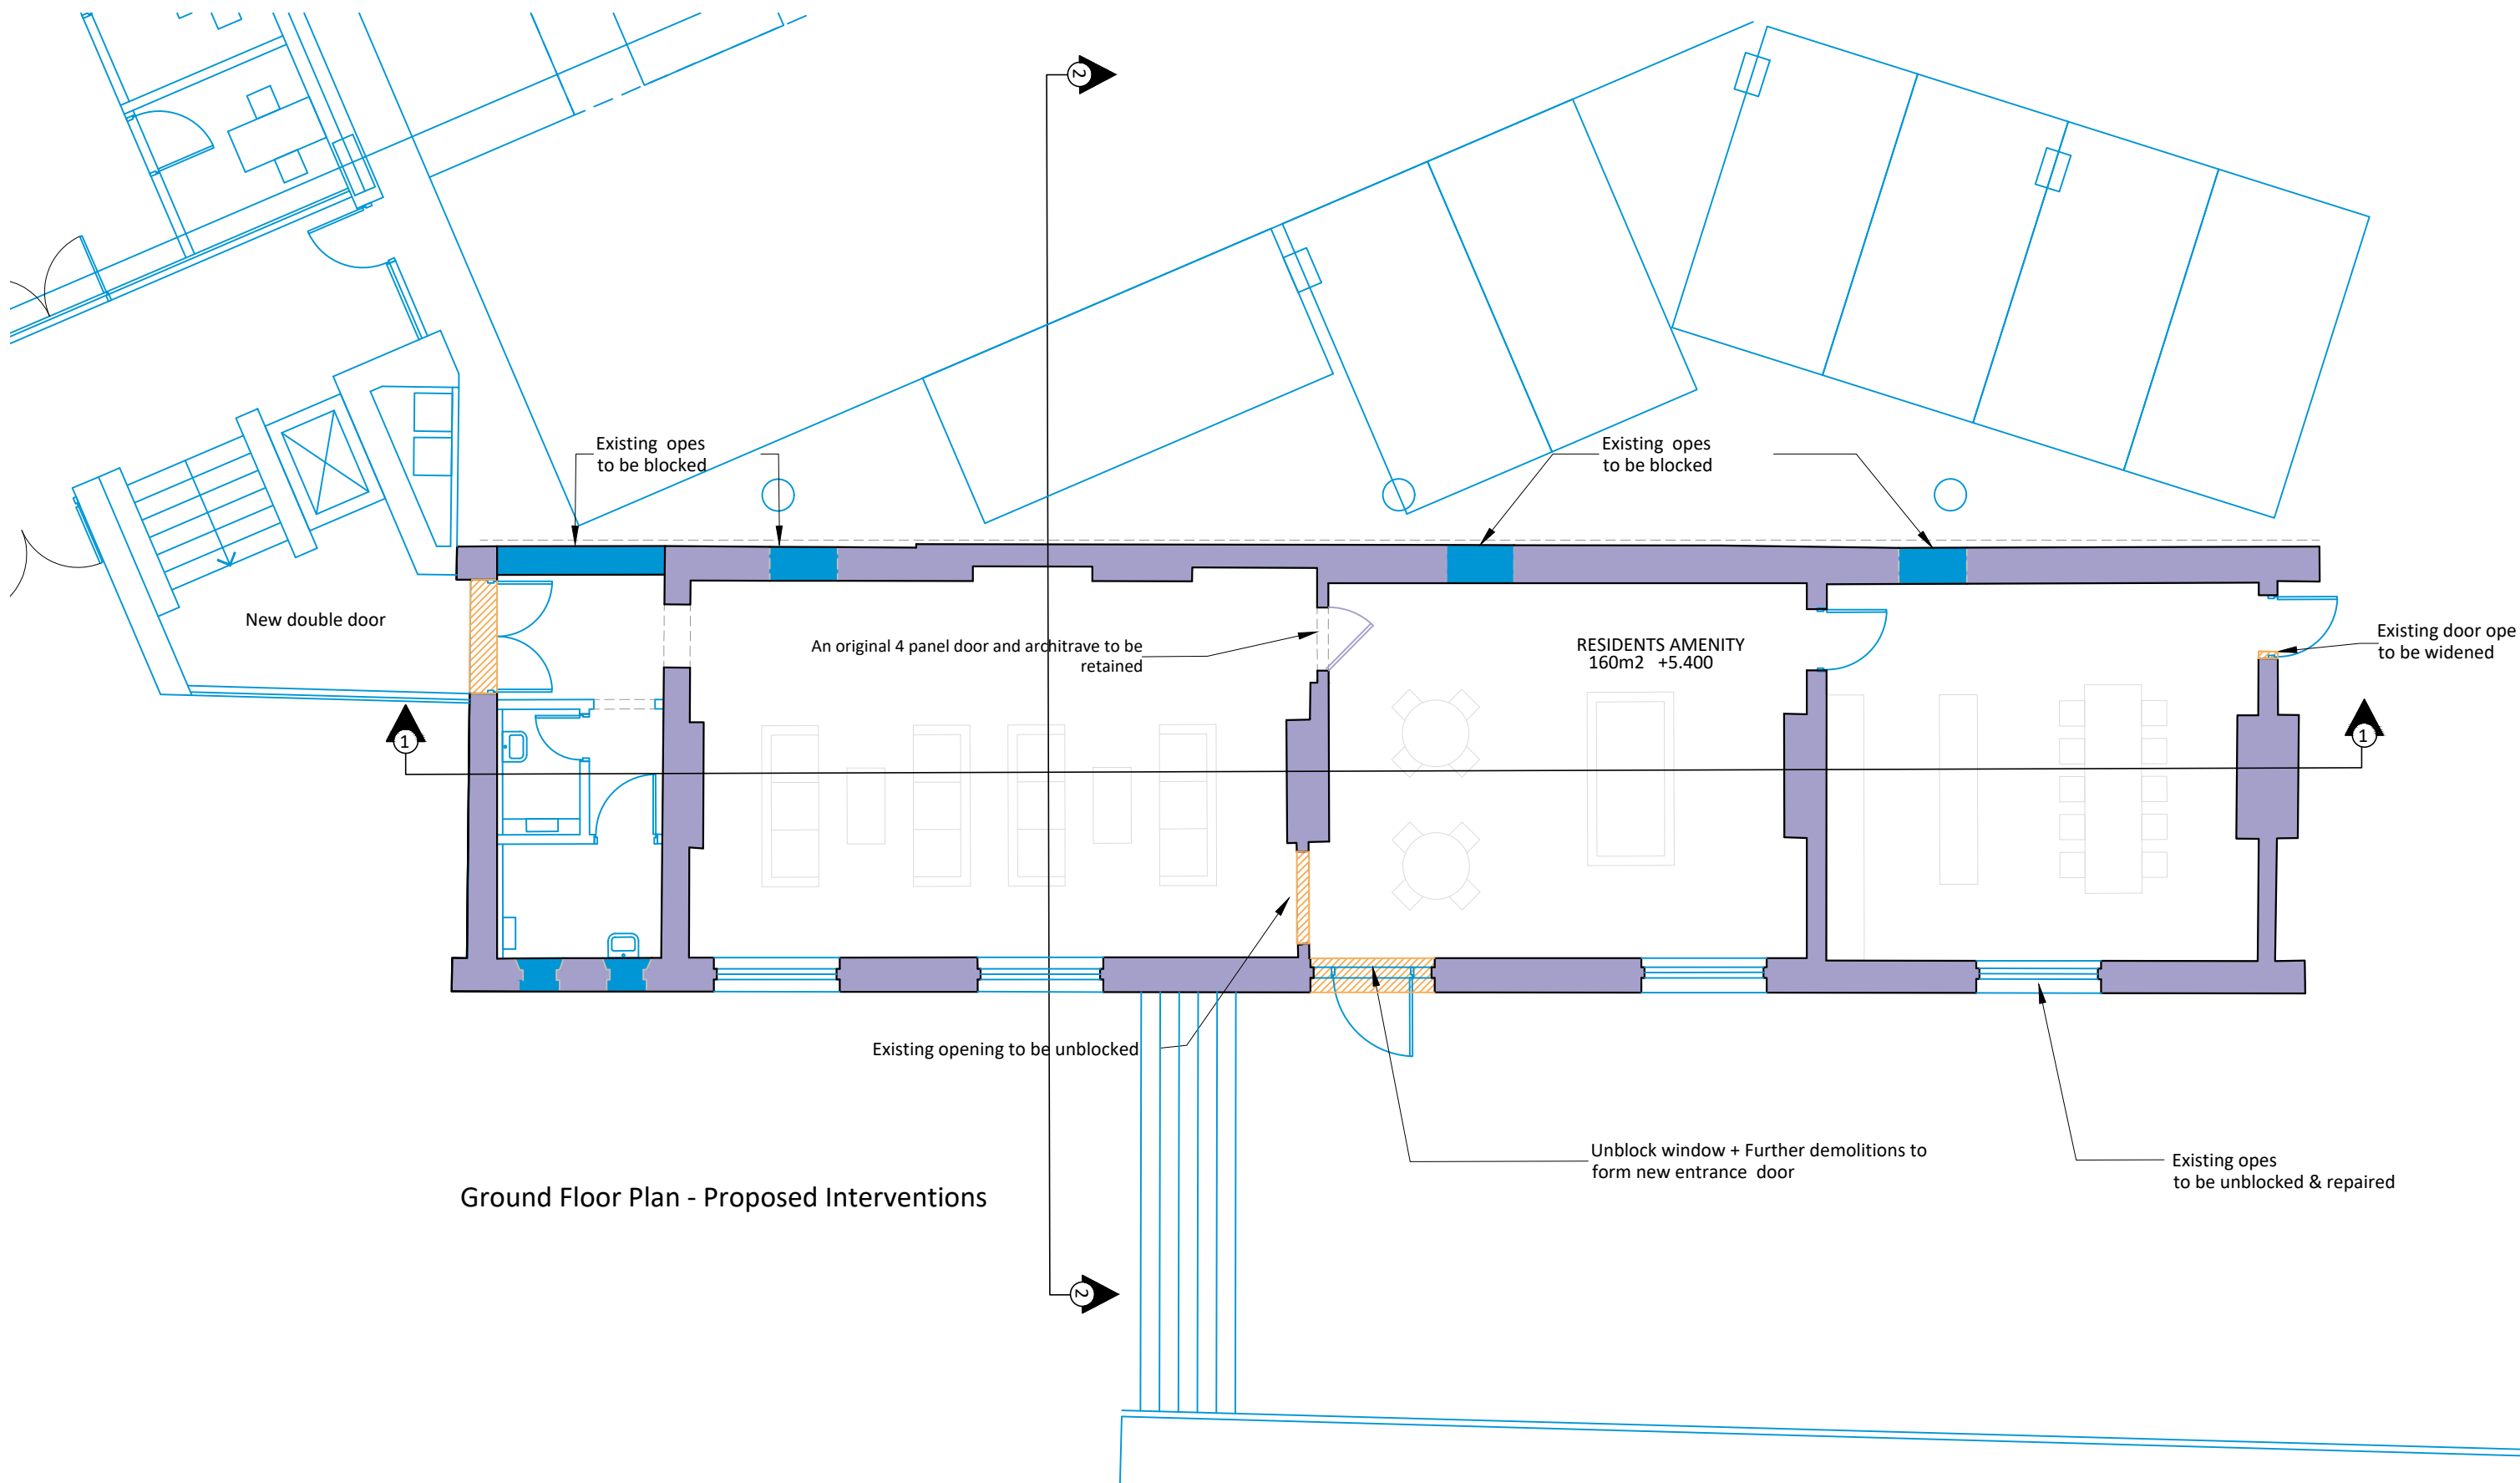 2
Existing opes
to be blocked
Existing opes
to be blocked
New double door
An original 4 panel door and architrave to be
retained
RESIDENTS AMENITY
160m2 +5.400
Existing door ope
to be widened
1
1
Existing opening to be unblocked
Unblock window + Further demolitions to
form new entrance door
Existing opes
to be unblocked & repaired
Ground Floor Plan - Proposed Interventions
2